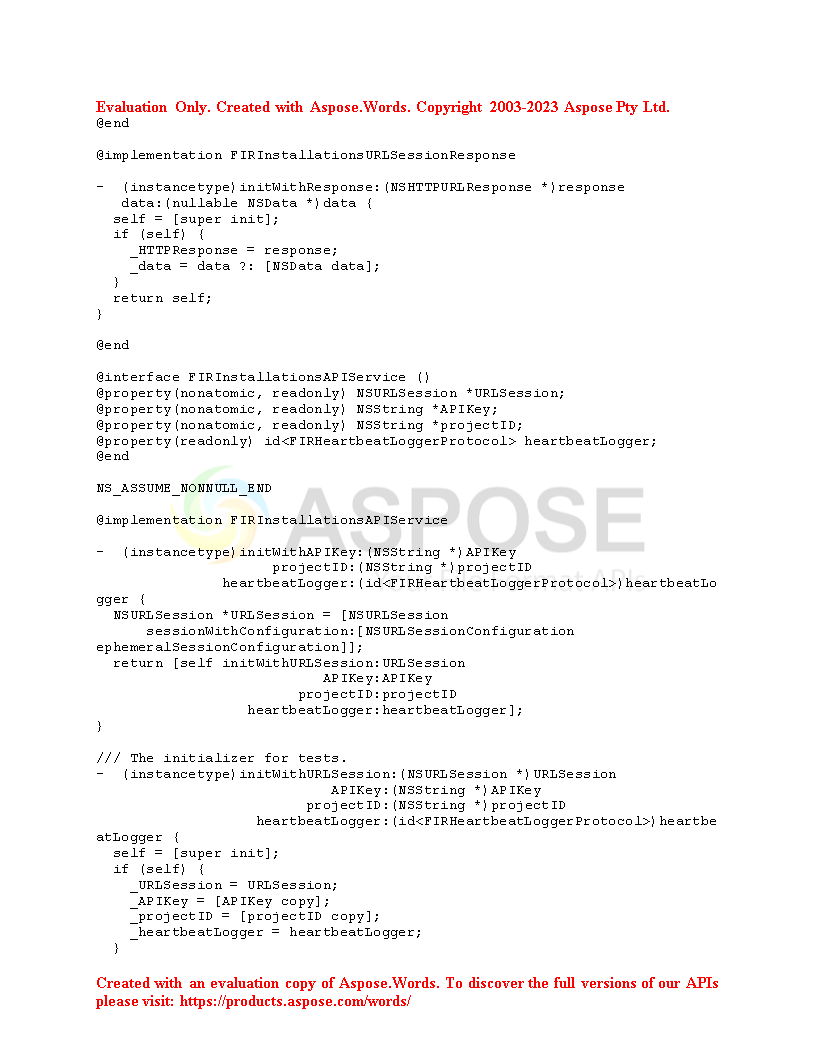 Evaluation Only. Created with Aspose.Words. Copyright 2003-2023 Aspose Pty Ltd.
@end
@implementation FIRInstallationsURLSessionResponse
-  (instancetype)initWithResponse:(NSHTTPURLResponse *)response
   data:(nullable NSData *)data {
  self = [super init];
  if (self) {
    _HTTPResponse = response;
    _data = data ?: [NSData data];
  }
  return self;
}
@end
@interface FIRInstallationsAPIService ()
@property(nonatomic, readonly) NSURLSession *URLSession;
@property(nonatomic, readonly) NSString *APIKey;
@property(nonatomic, readonly) NSString *projectID;
@property(readonly) id<FIRHeartbeatLoggerProtocol> heartbeatLogger;
@end
NS_ASSUME_NONNULL_END
ASPOSE
@implementation FIRInstallationsAPIService
-  (instancetype)initWithAPIKey:(NSString *)APIKey
                     projectID:(NSString *)projectID
               heartbeatLogger:(id<FIRHeartbeatLoggerProtocol>)heartbeatLo
gger {
  NSURLSession *URLSession = [NSURLSession
      sessionWithConfiguration:[NSURLSessionConfiguration
ephemeralSessionConfiguration]];
  return [self initWithURLSession:URLSession
                           APIKey:APIKey
                        projectID:projectID
                  heartbeatLogger:heartbeatLogger];
}
/// The initializer for tests.
-  (instancetype)initWithURLSession:(NSURLSession *)URLSession
                            APIKey:(NSString *)APIKey
                         projectID:(NSString *)projectID
                   heartbeatLogger:(id<FIRHeartbeatLoggerProtocol>)heartbe
atLogger {
  self = [super init];
  if (self) {
    _URLSession = URLSession;
    _APIKey = [APIKey copy];
    _projectID = [projectID copy];
    _heartbeatLogger = heartbeatLogger;
  }
Created with an evaluation copy of Aspose.Words. To discover the full versions of our APIs
please visit: https://products.aspose.com/words/